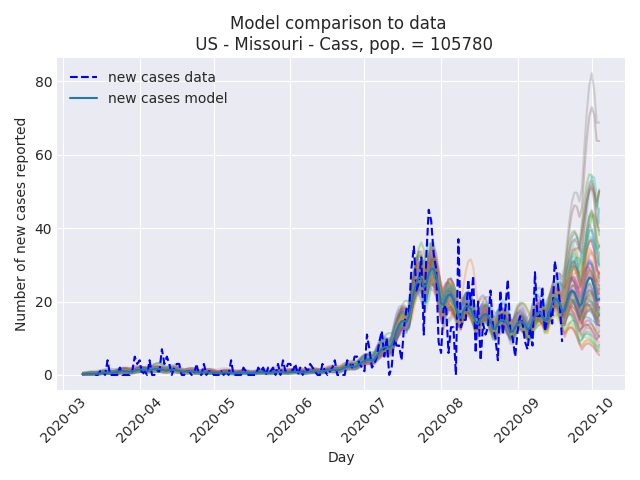 Model comparison to data
US - Missouri - Cass, pop. = 105780
new cases data
new cases model
Number of new cases reported
80
60
40
20
0
2020-03
2020-04
2020-05
2020-06
2020-07
2020-08
2020-09
2020-10
Day